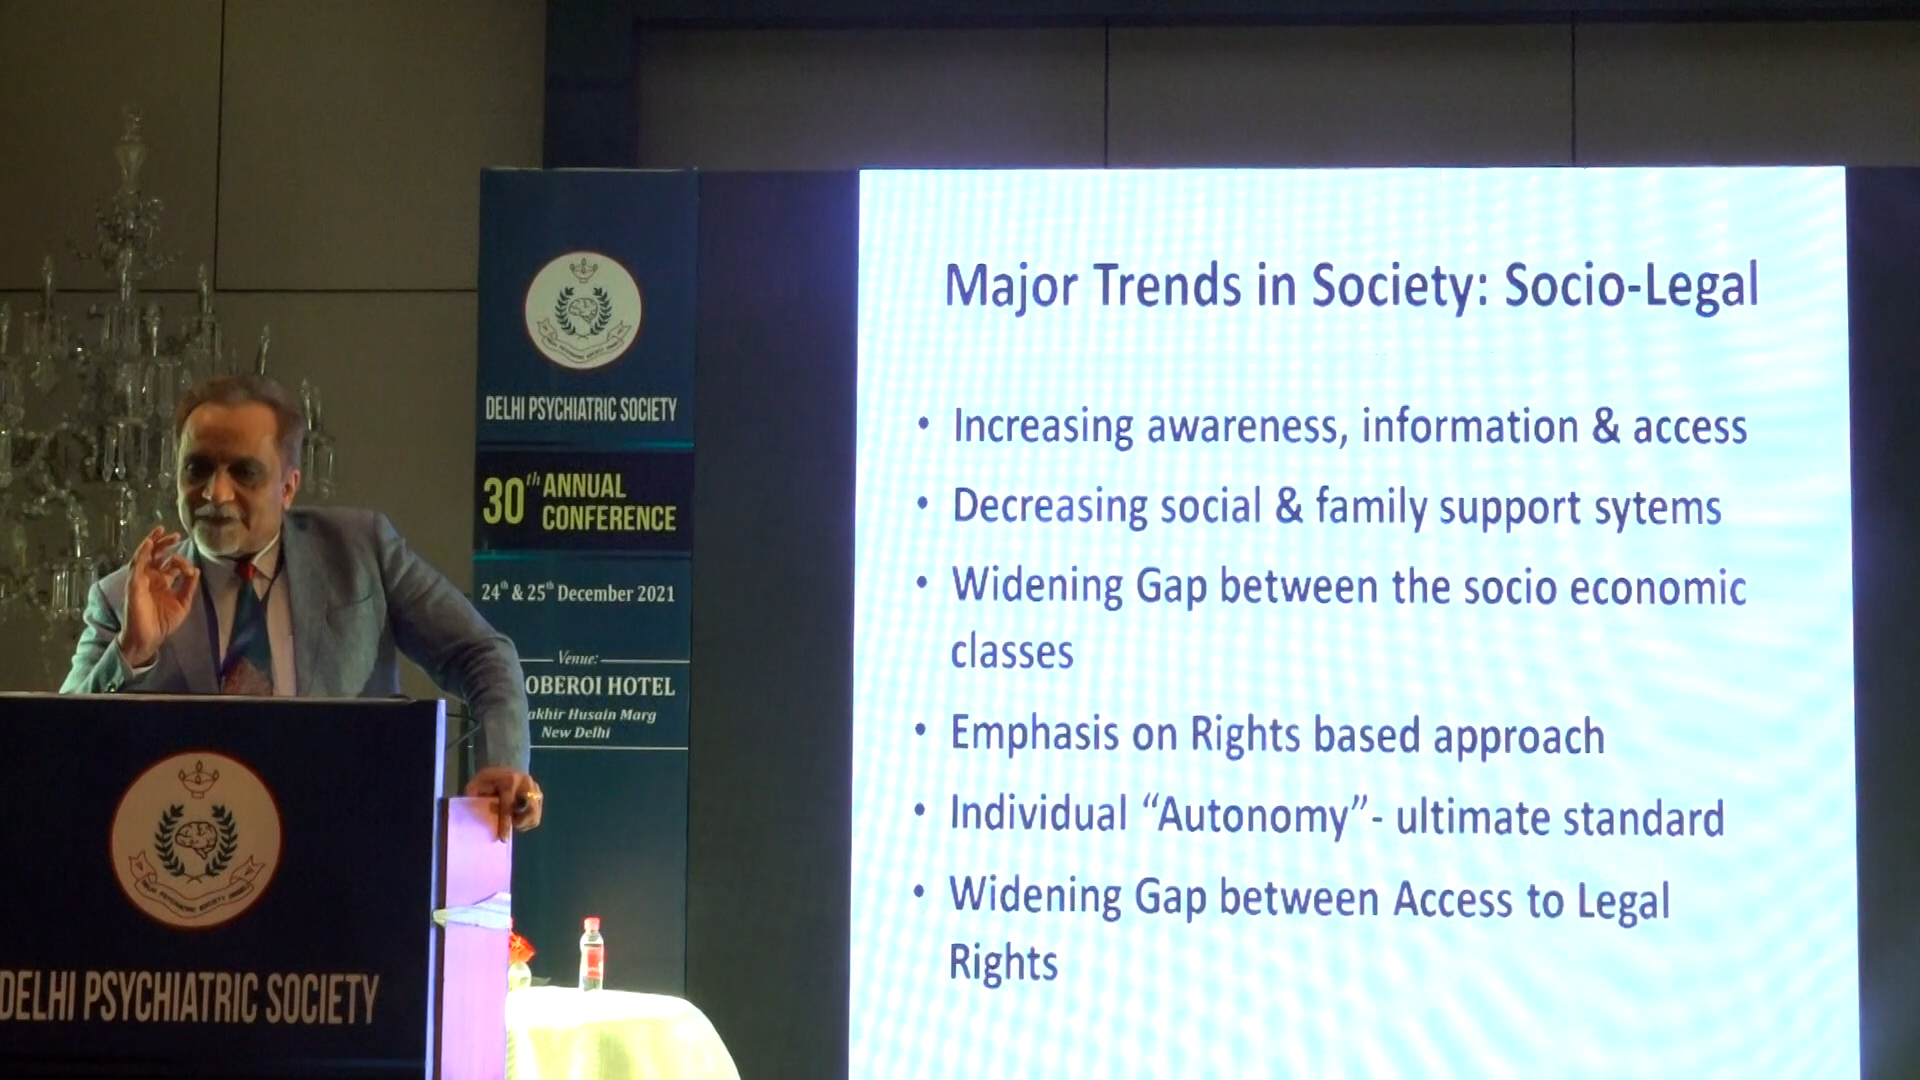 DELHI PSYCHIATRIC SOCIETY
30th ANNUAL
CONFERENCE
24th & 25th December 2021
Venue:
OBEROI HOTEL
Husain Marg
New Delhi
DELHI PSYCHIATRIC SOCIETY
Major Trends in Society: Socio-Legal
• Increasing awareness, information & access
• Decreasing social & family support sytems
• Widening Gap between the socio economic
classes
• Emphasis on Rights based approach
• Individual “Autonomy”- ultimate standard
• Widening Gap between Access to Legal
Rights